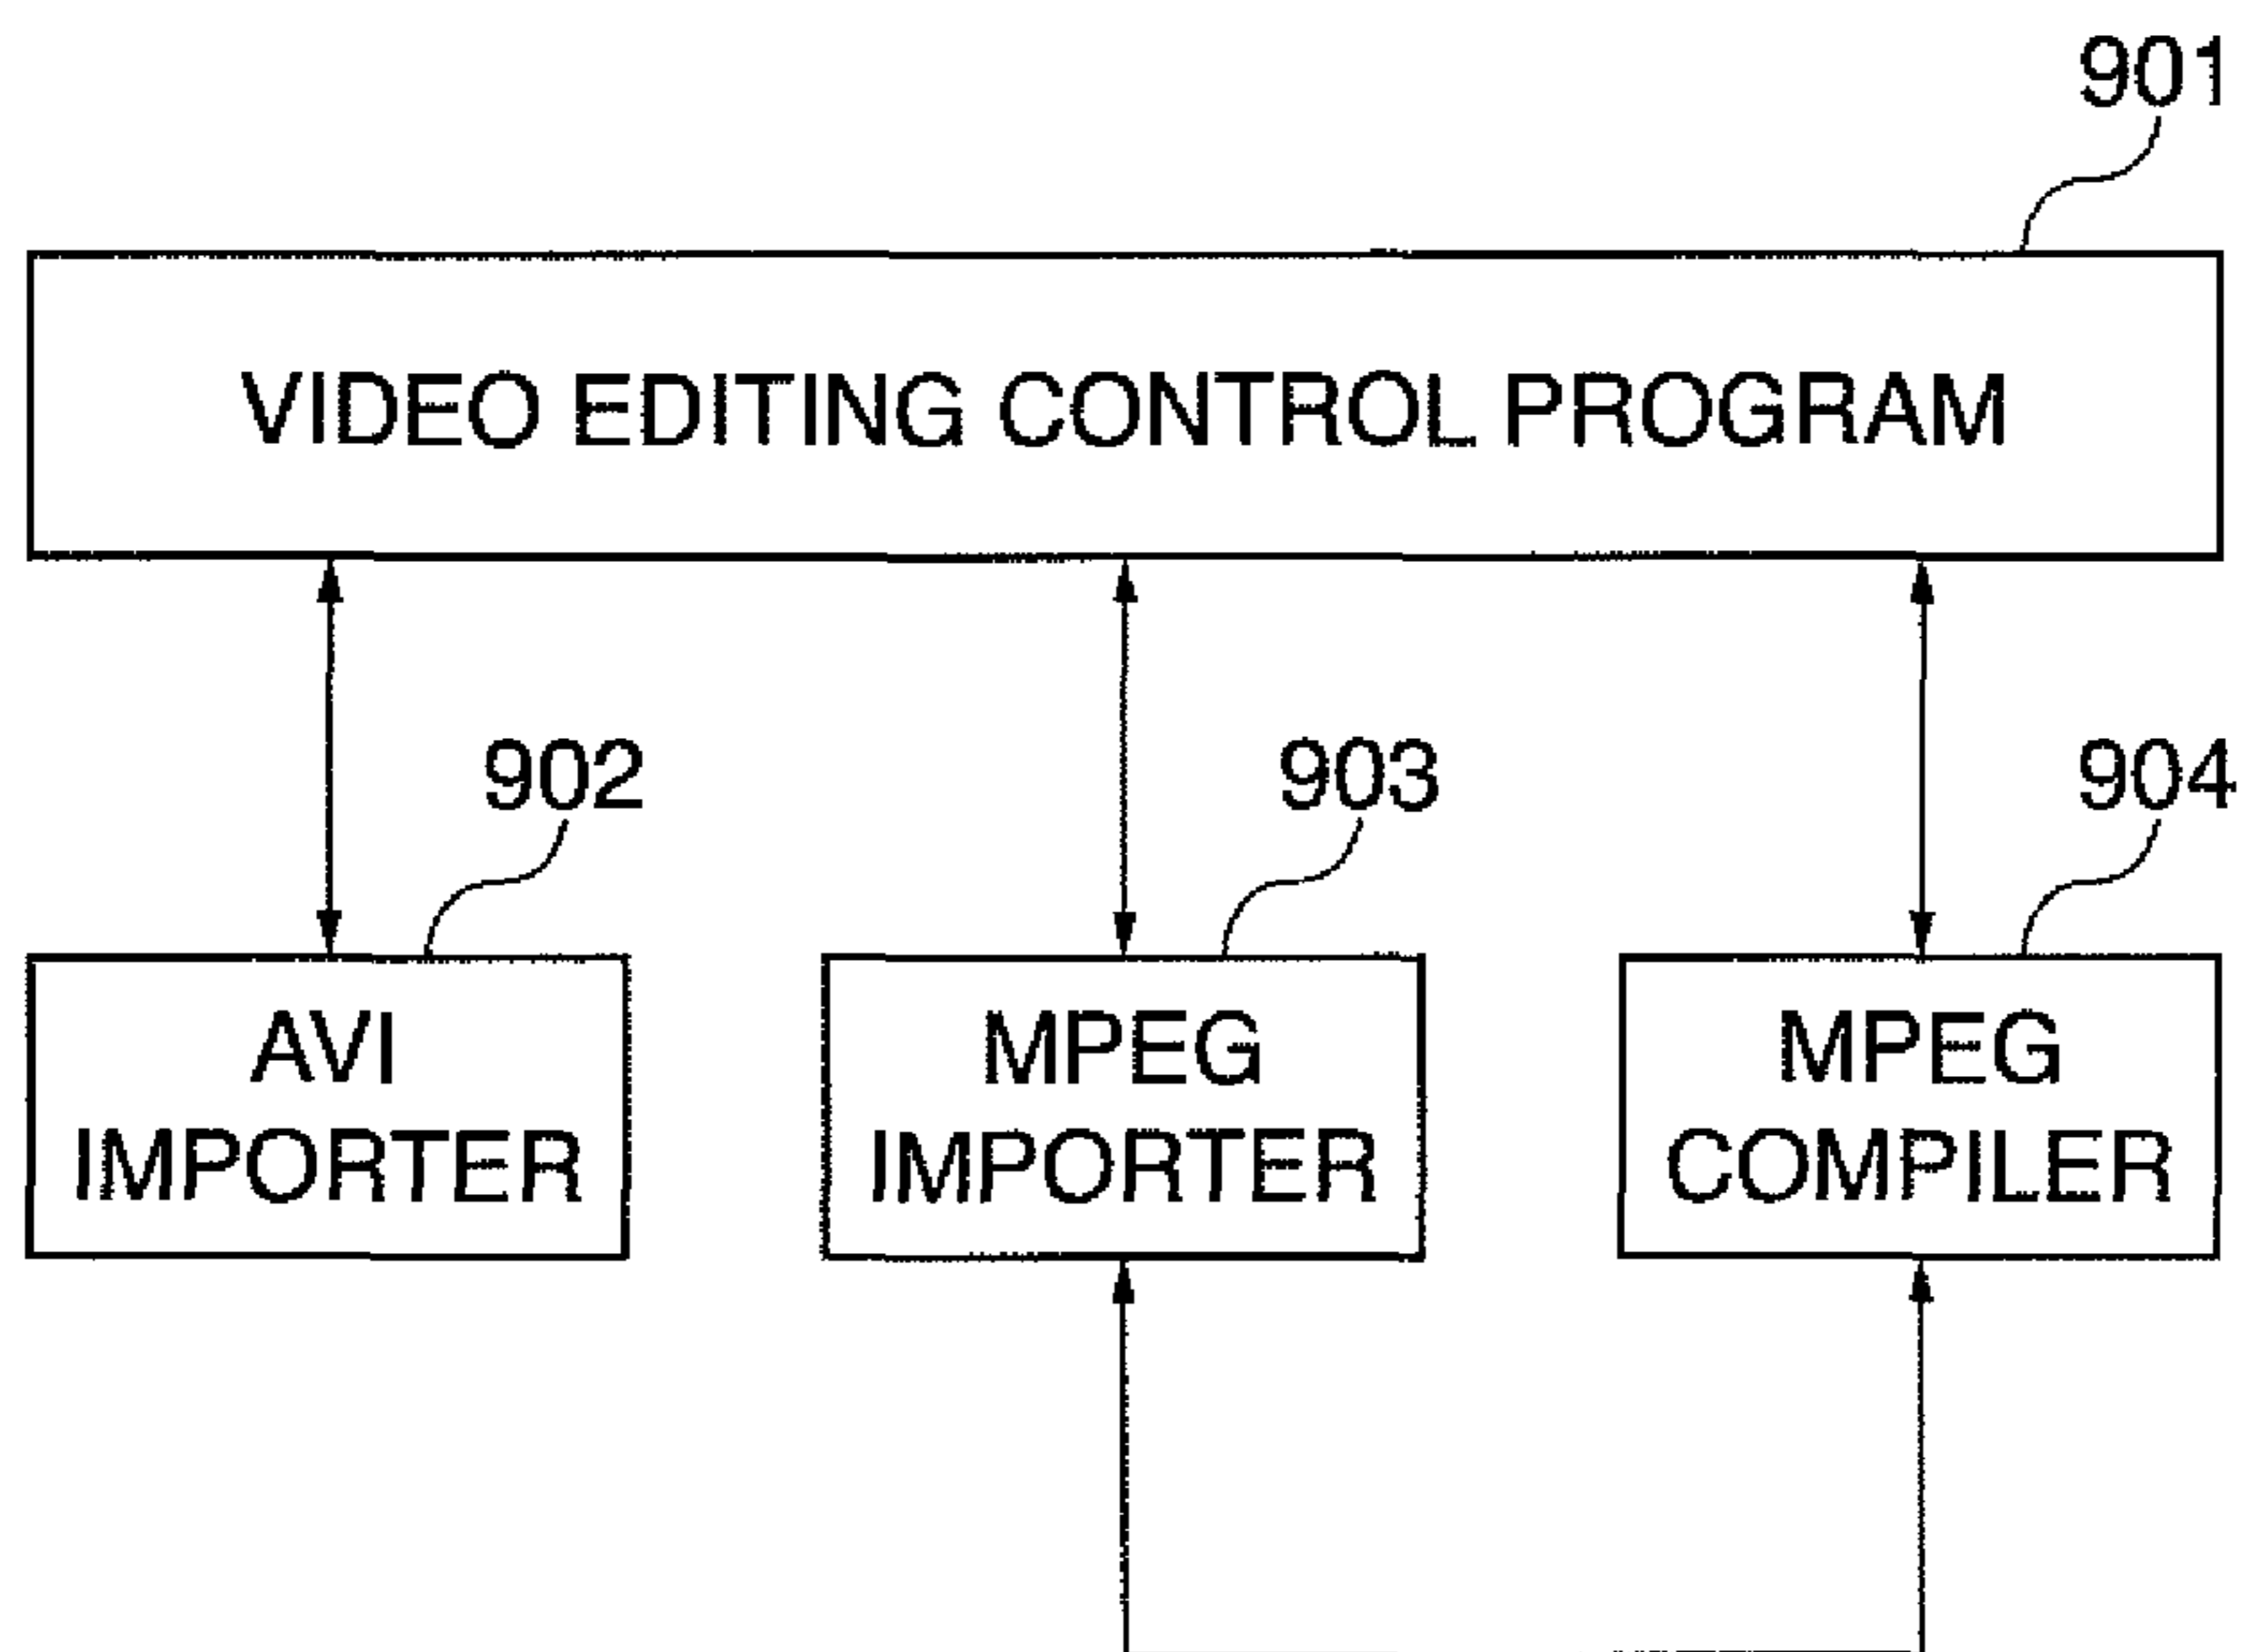 901
VIDEO EDITING CONTROL PROGRAM
902
903
904
AVI
IMPORTER
MPEG
IMPORTER
MPEG
COMPILER